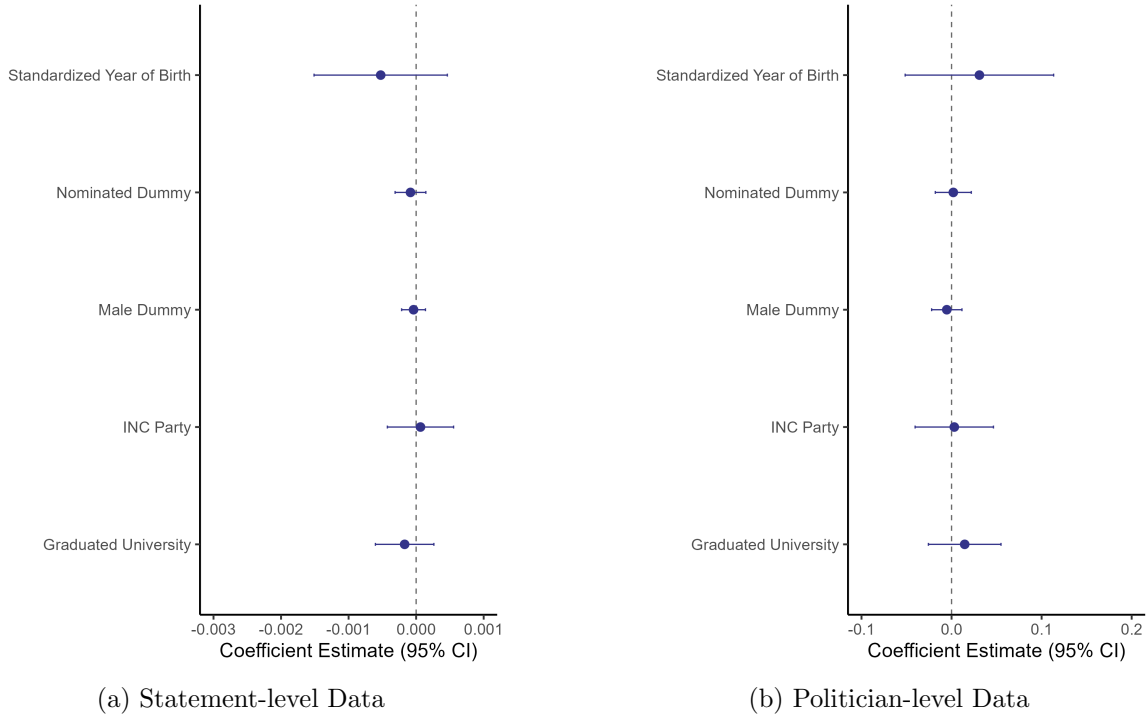 Standardized Year of Birth
Nominated Dummy
Male Dummy
INC Party
Graduated University
-0.003 -0.002 -0.001 0.000 0.001
Coefficient Estimate (95% CI)
(a) Statement-level Data
Standardized Year of Birth
Nominated Dummy
Male Dummy
INC Party
Graduated University
-0.1 0.0 0.1 0.2
Coefficient Estimate (95% CI)
(b) Politician-level Data